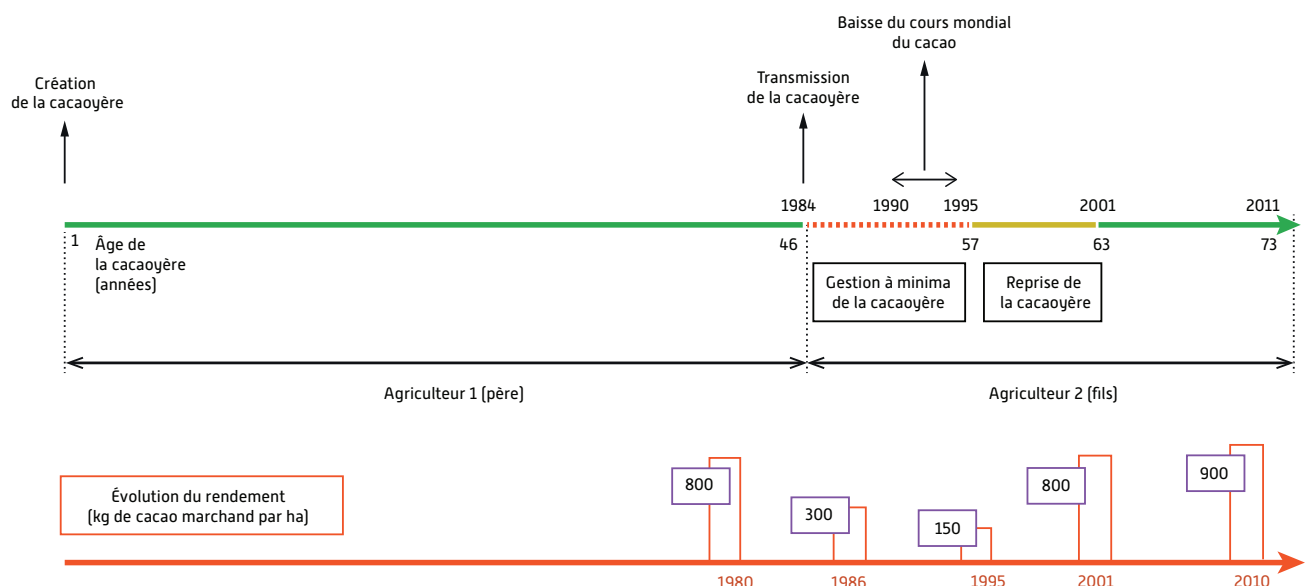 Baisse du cours mondial
du cacao
Création
de la cacaoyère
Transmission
de la cacaoyère
1984
1990
1995
2001
2011
1
Âge de
la cacaoyère
(années)
46
57
63
73
Gestion à minima
de la cacaoyère
Reprise de
la cacaoyère
Agriculteur 1 (père)
Agriculteur 2 (fils)
Évolution du rendement
(kg de cacao marchand par ha)
800
300
150
800
900
1980
1986
1995
2001
2010